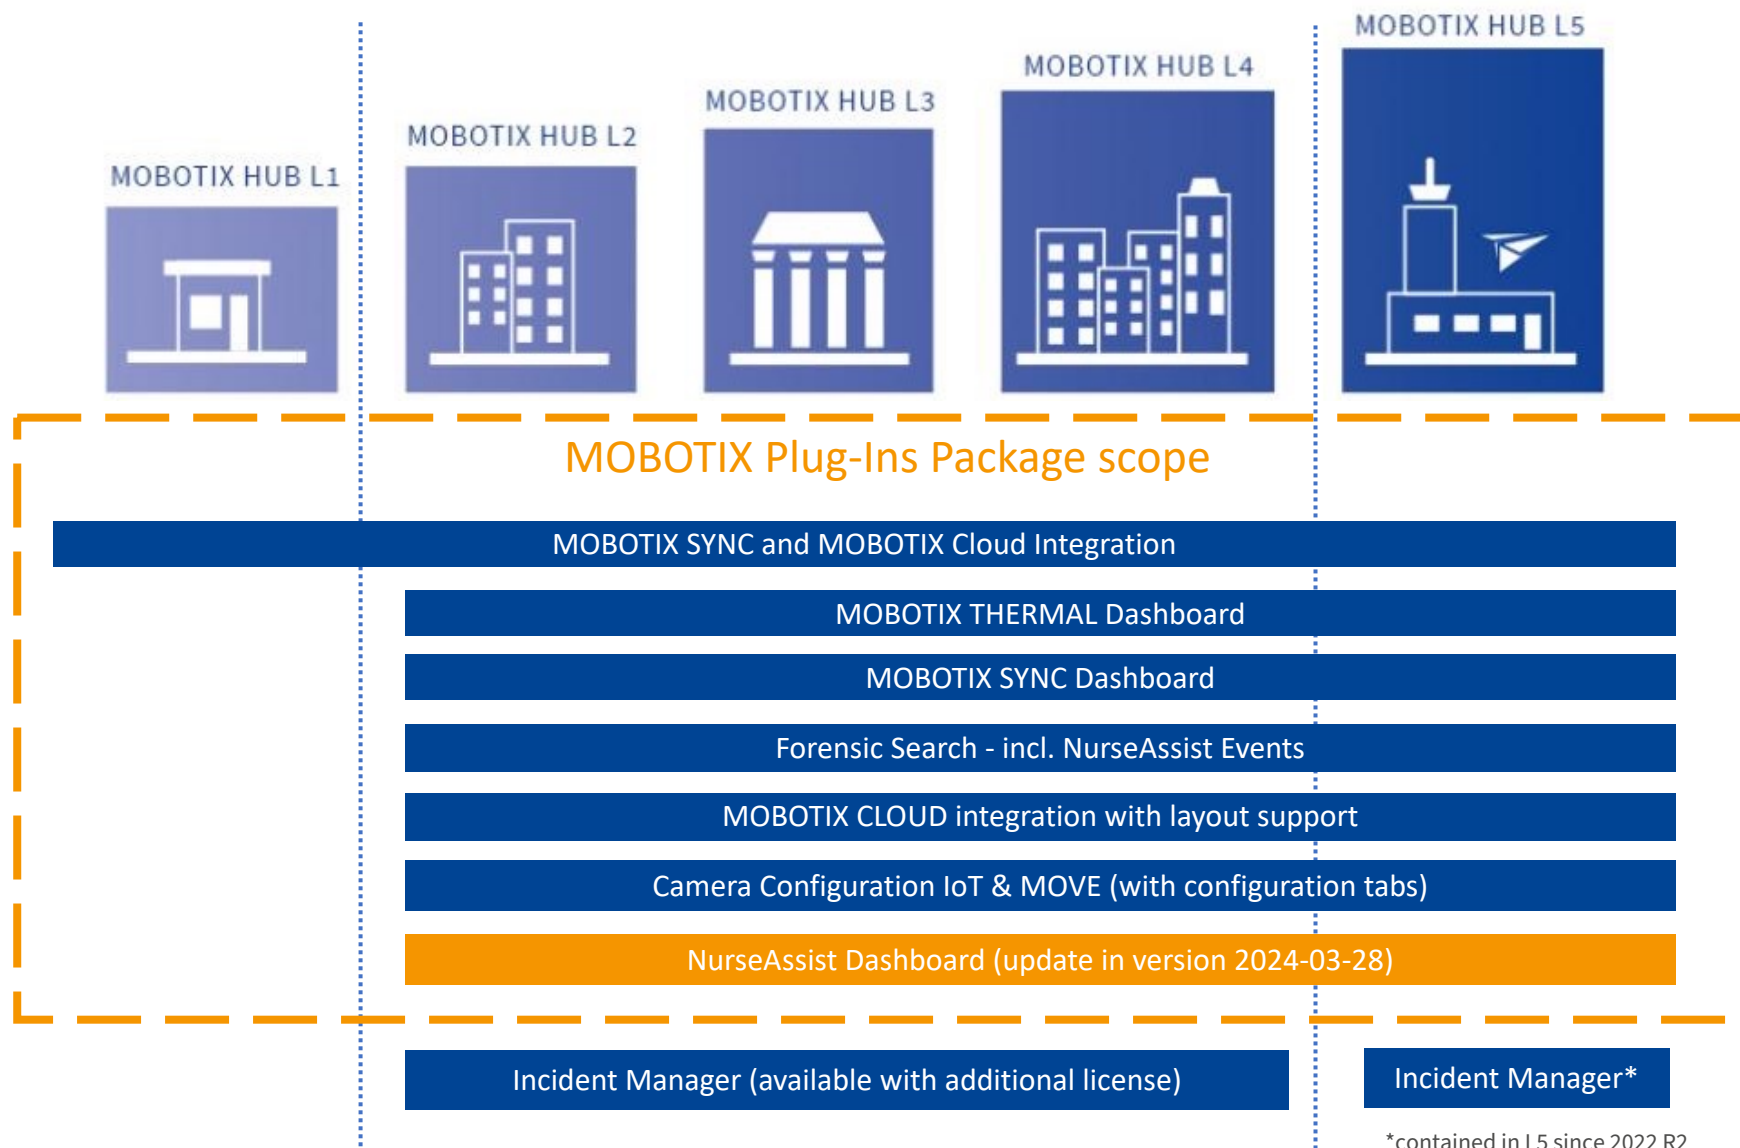 MOBOTIX HUB L1
MOBOTIX HUB L2
MOBOTIX HUB L3
MOBOTIX HUB L4
MOBOTIX HUB L5
MOBOTIX Plug-Ins Package scope
MOBOTIX SYNC and MOBOTIX Cloud Integration
MOBOTIX THERMAL Dashboard
MOBOTIX SYNC Dashboard
Forensic Search - incl. NurseAssist Events
MOBOTIX CLOUD integration with layout support
Camera Configuration IoT & MOVE (with configuration tabs)
NurseAssist Dashboard (update in version 2024-03-28)
Incident Manager (available with additional license)
Incident Manager*
*contained in L5 since 2022 R2